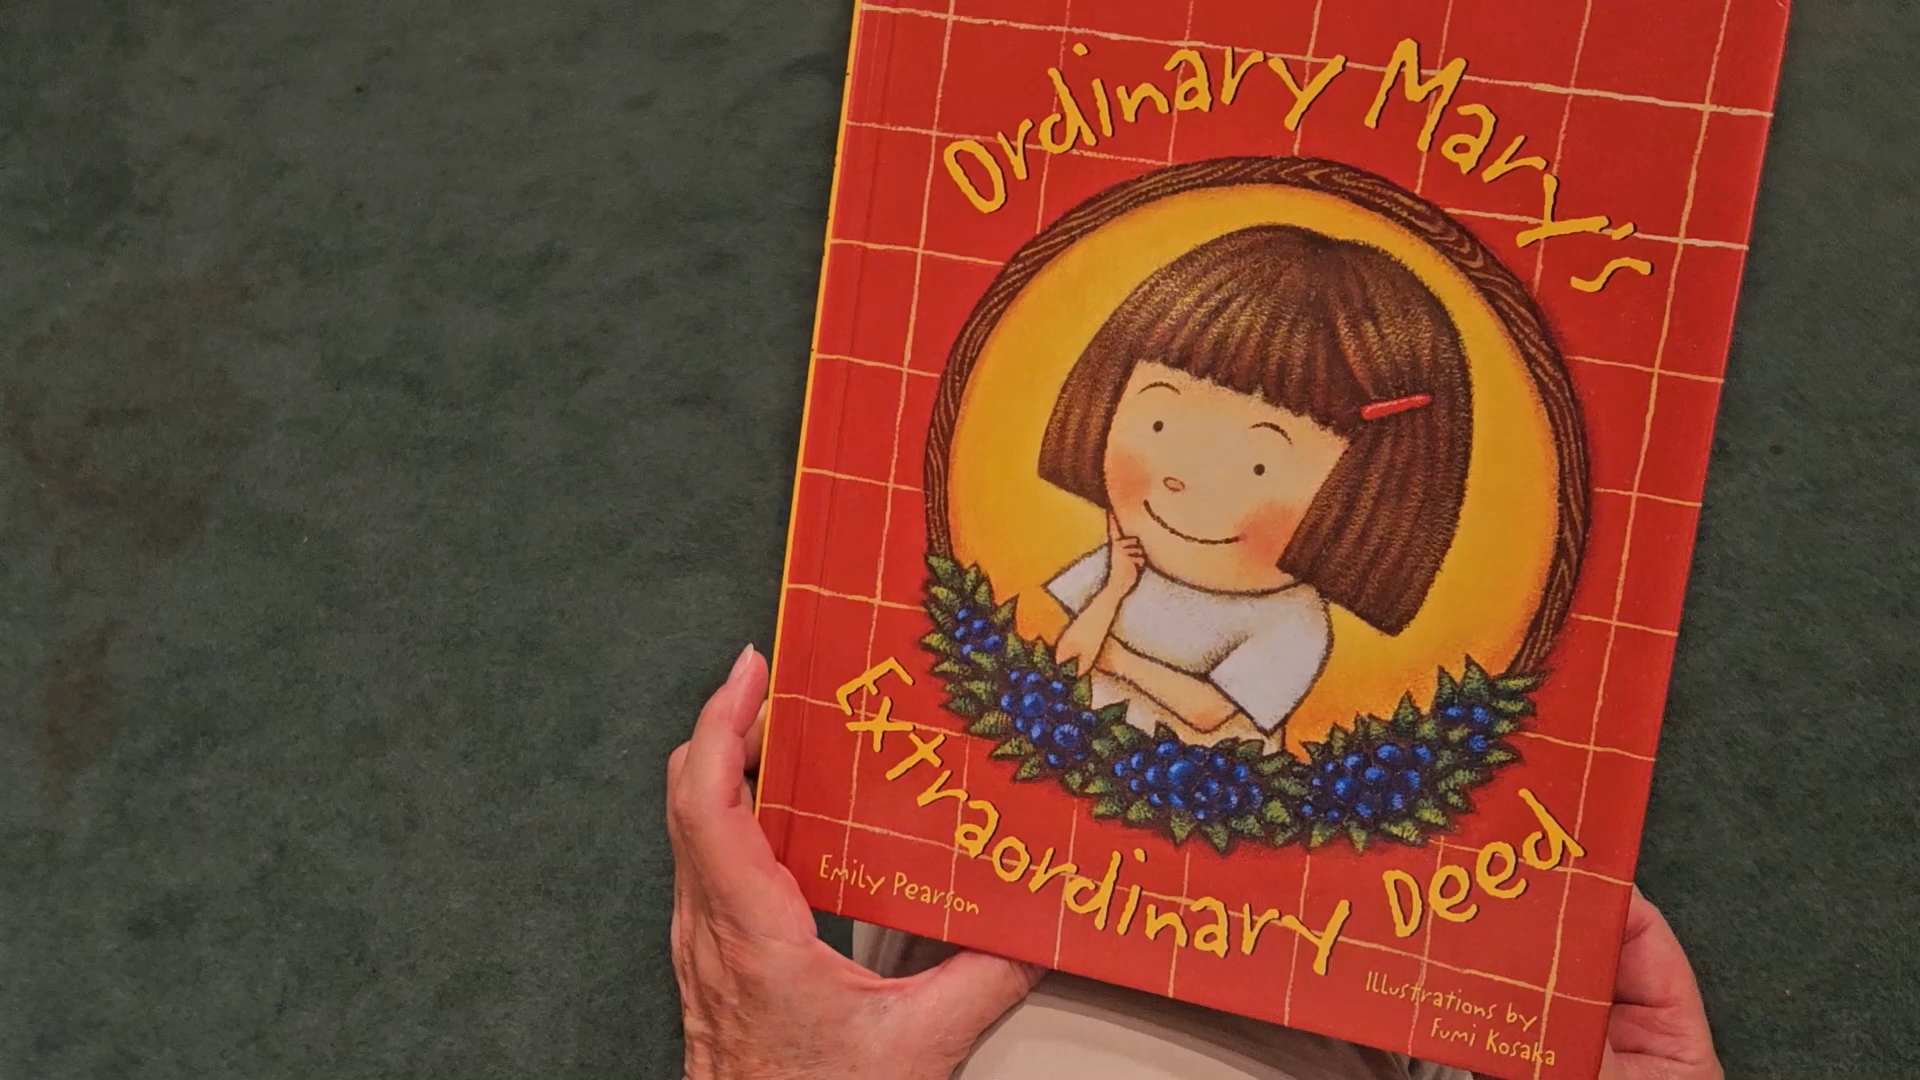 Ordinary Mary's
Extraordinary Deed
Emily Pearson
Illustrations by
Fumi Kosaka